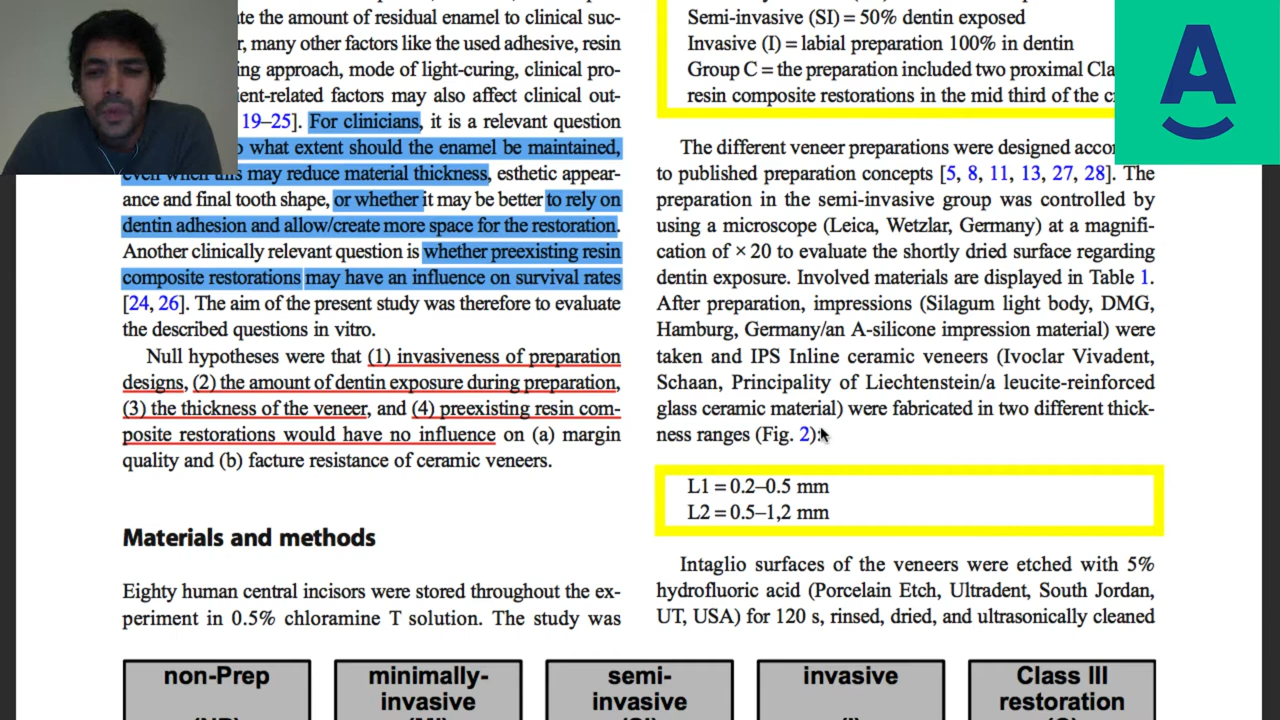 ate the amount of residual enamel to clinical suc-
r, many other factors like the used adhesive, resin
ing approach, mode of light-curing, clinical pro-
ient-related factors may also affect clinical out-
19–25]. For clinicians, it is a relevant question
o what extent should the enamel be maintained,
even when this may reduce material thickness, esthetic appear-
ance and final tooth shape, or whether it may be better to rely on
dentin adhesion and allow/create more space for the restoration.
Another clinically relevant question is whether preexisting resin
composite restorations may have an influence on survival rates
[24, 26]. The aim of the present study was therefore to evaluate
the described questions in vitro.
Null hypotheses were that (1) invasiveness of preparation
designs, (2) the amount of dentin exposure during preparation,
(3) the thickness of the veneer, and (4) preexisting resin com-
posite restorations would have no influence on (a) margin
quality and (b) facture resistance of ceramic veneers.
Materials and methods
Eighty human central incisors were stored throughout the ex-
periment in 0.5% chloramine T solution. The study was
Semi-invasive (SI) = 50% dentin exposed
Invasive (I) = labial preparation 100% in dentin
Group C = the preparation included two proximal Cla
resin composite restorations in the mid third of the c
The different veneer preparations were designed acco
to published preparation concepts [5, 8, 11, 13, 27, 28]. The
preparation in the semi-invasive group was controlled by
using a microscope (Leica, Wetzlar, Germany) at a magnifi-
cation of × 20 to evaluate the shortly dried surface regarding
dentin exposure. Involved materials are displayed in Table 1.
After preparation, impressions (Silagum light body, DMG,
Hamburg, Germany/an A-silicone impression material) were
taken and IPS Inline ceramic veneers (Ivoclar Vivadent,
Schaan, Principality of Liechtenstein/a leucite-reinforced
glass ceramic material) were fabricated in two different thick-
ness ranges (Fig. 2):
L1 = 0.2–0.5 mm
L2 = 0.5–1,2 mm
Intaglio surfaces of the veneers were etched with 5%
hydrofluoric acid (Porcelain Etch, Ultradent, South Jordan,
UT, USA) for 120 s, rinsed, dried, and ultrasonically cleaned
non-Prep
minimally-
invasive
semi-
invasive
invasive
Class III
restoration
A